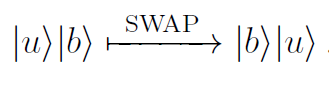 |u⟩|b⟩ ⟼ SWAP |b⟩|u⟩ .